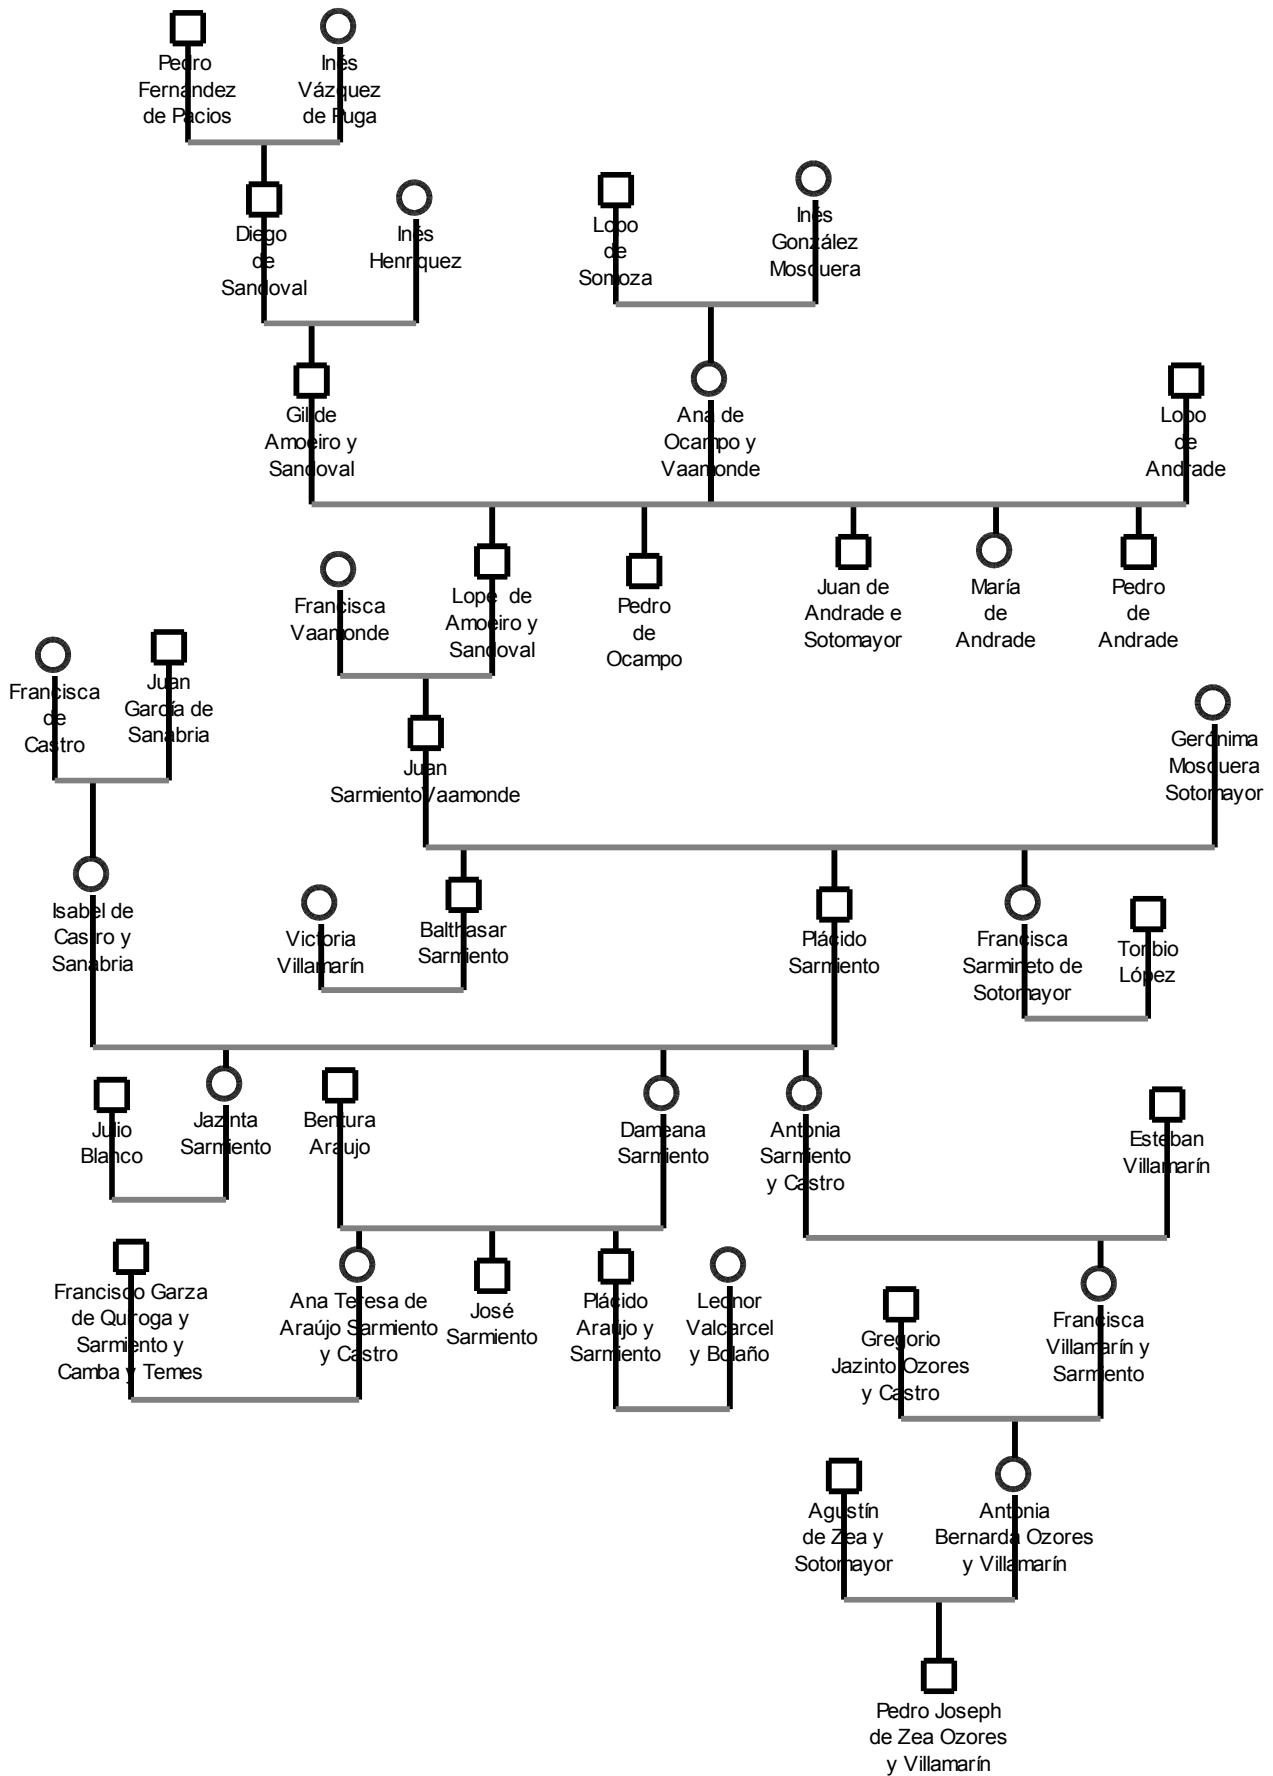 Pedro
Fernández
de Pacios
Inés
Vázquez
de Puga
Diego
de
Sandoval
Inés
Henríquez
Lobo
de
Somoza
Inés
González
Mosquera
Gil de
Amoeiro y
Sandoval
Ana de
Ocampo y
Vaamonde
Lobo
de
Andrade
Francisca
Vaamonde
Lope de
Amoeiro y
Sandoval
Pedro
de
Ocampo
Juan de
Andrade e
Sotomayor
María
de
Andrade
Pedro
de
Andrade
Francisca
de
Castro
Juan
García de
Sanabria
Juan
SarmientoVaamonde
Gerónima
Mosquera
Sotomayor
Isabel de
Castro y
Sanabria
Victoria
Villamarín
Balthasar
Sarmiento
Plácido
Sarmiento
Francisca
Sarmineto de
Sotomayor
Toribio
López
Julio
Blanco
Jazinta
Sarmiento
Bentura
Araujo
Dameana
Sarmiento
Antonia
Sarmiento
y Castro
Esteban
Villamarín
Francisco Garza
de Quiroga y
Sarmiento y
Camba y Temes
Ana Teresa de
Araújo Sarmiento
y Castro
José
Sarmiento
Plácido
Araujo y
Sarmiento
Leonor
Valcarcel
y Bolaño
Gregorio
Jazinto Ozores
y Castro
Francisca
Villamarín y
Sarmiento
Agustín
de Zea y
Sotomayor
Antonia
Bernarda Ozores
y Villamarín
Pedro Joseph
de Zea Ozores
y Villamarín